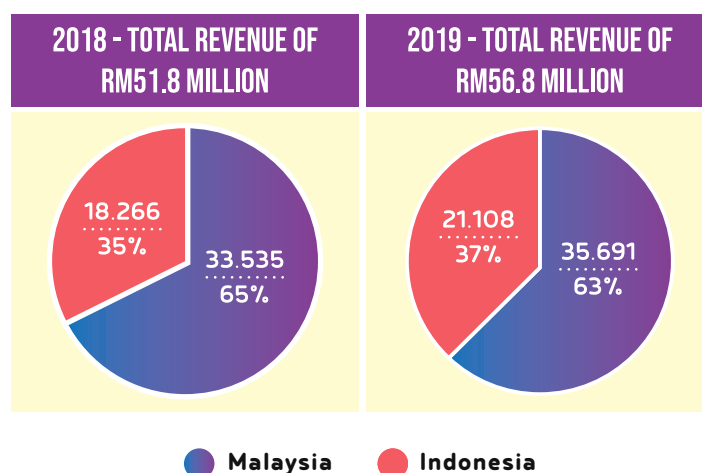 2018 - TOTAL REVENUE OF
RM51.8 MILLION
18.266
35%
33.535
65%
2019 - TOTAL REVENUE OF
RM56.8 MILLION
21.108
37%
35.691
63%
Malaysia
Indonesia